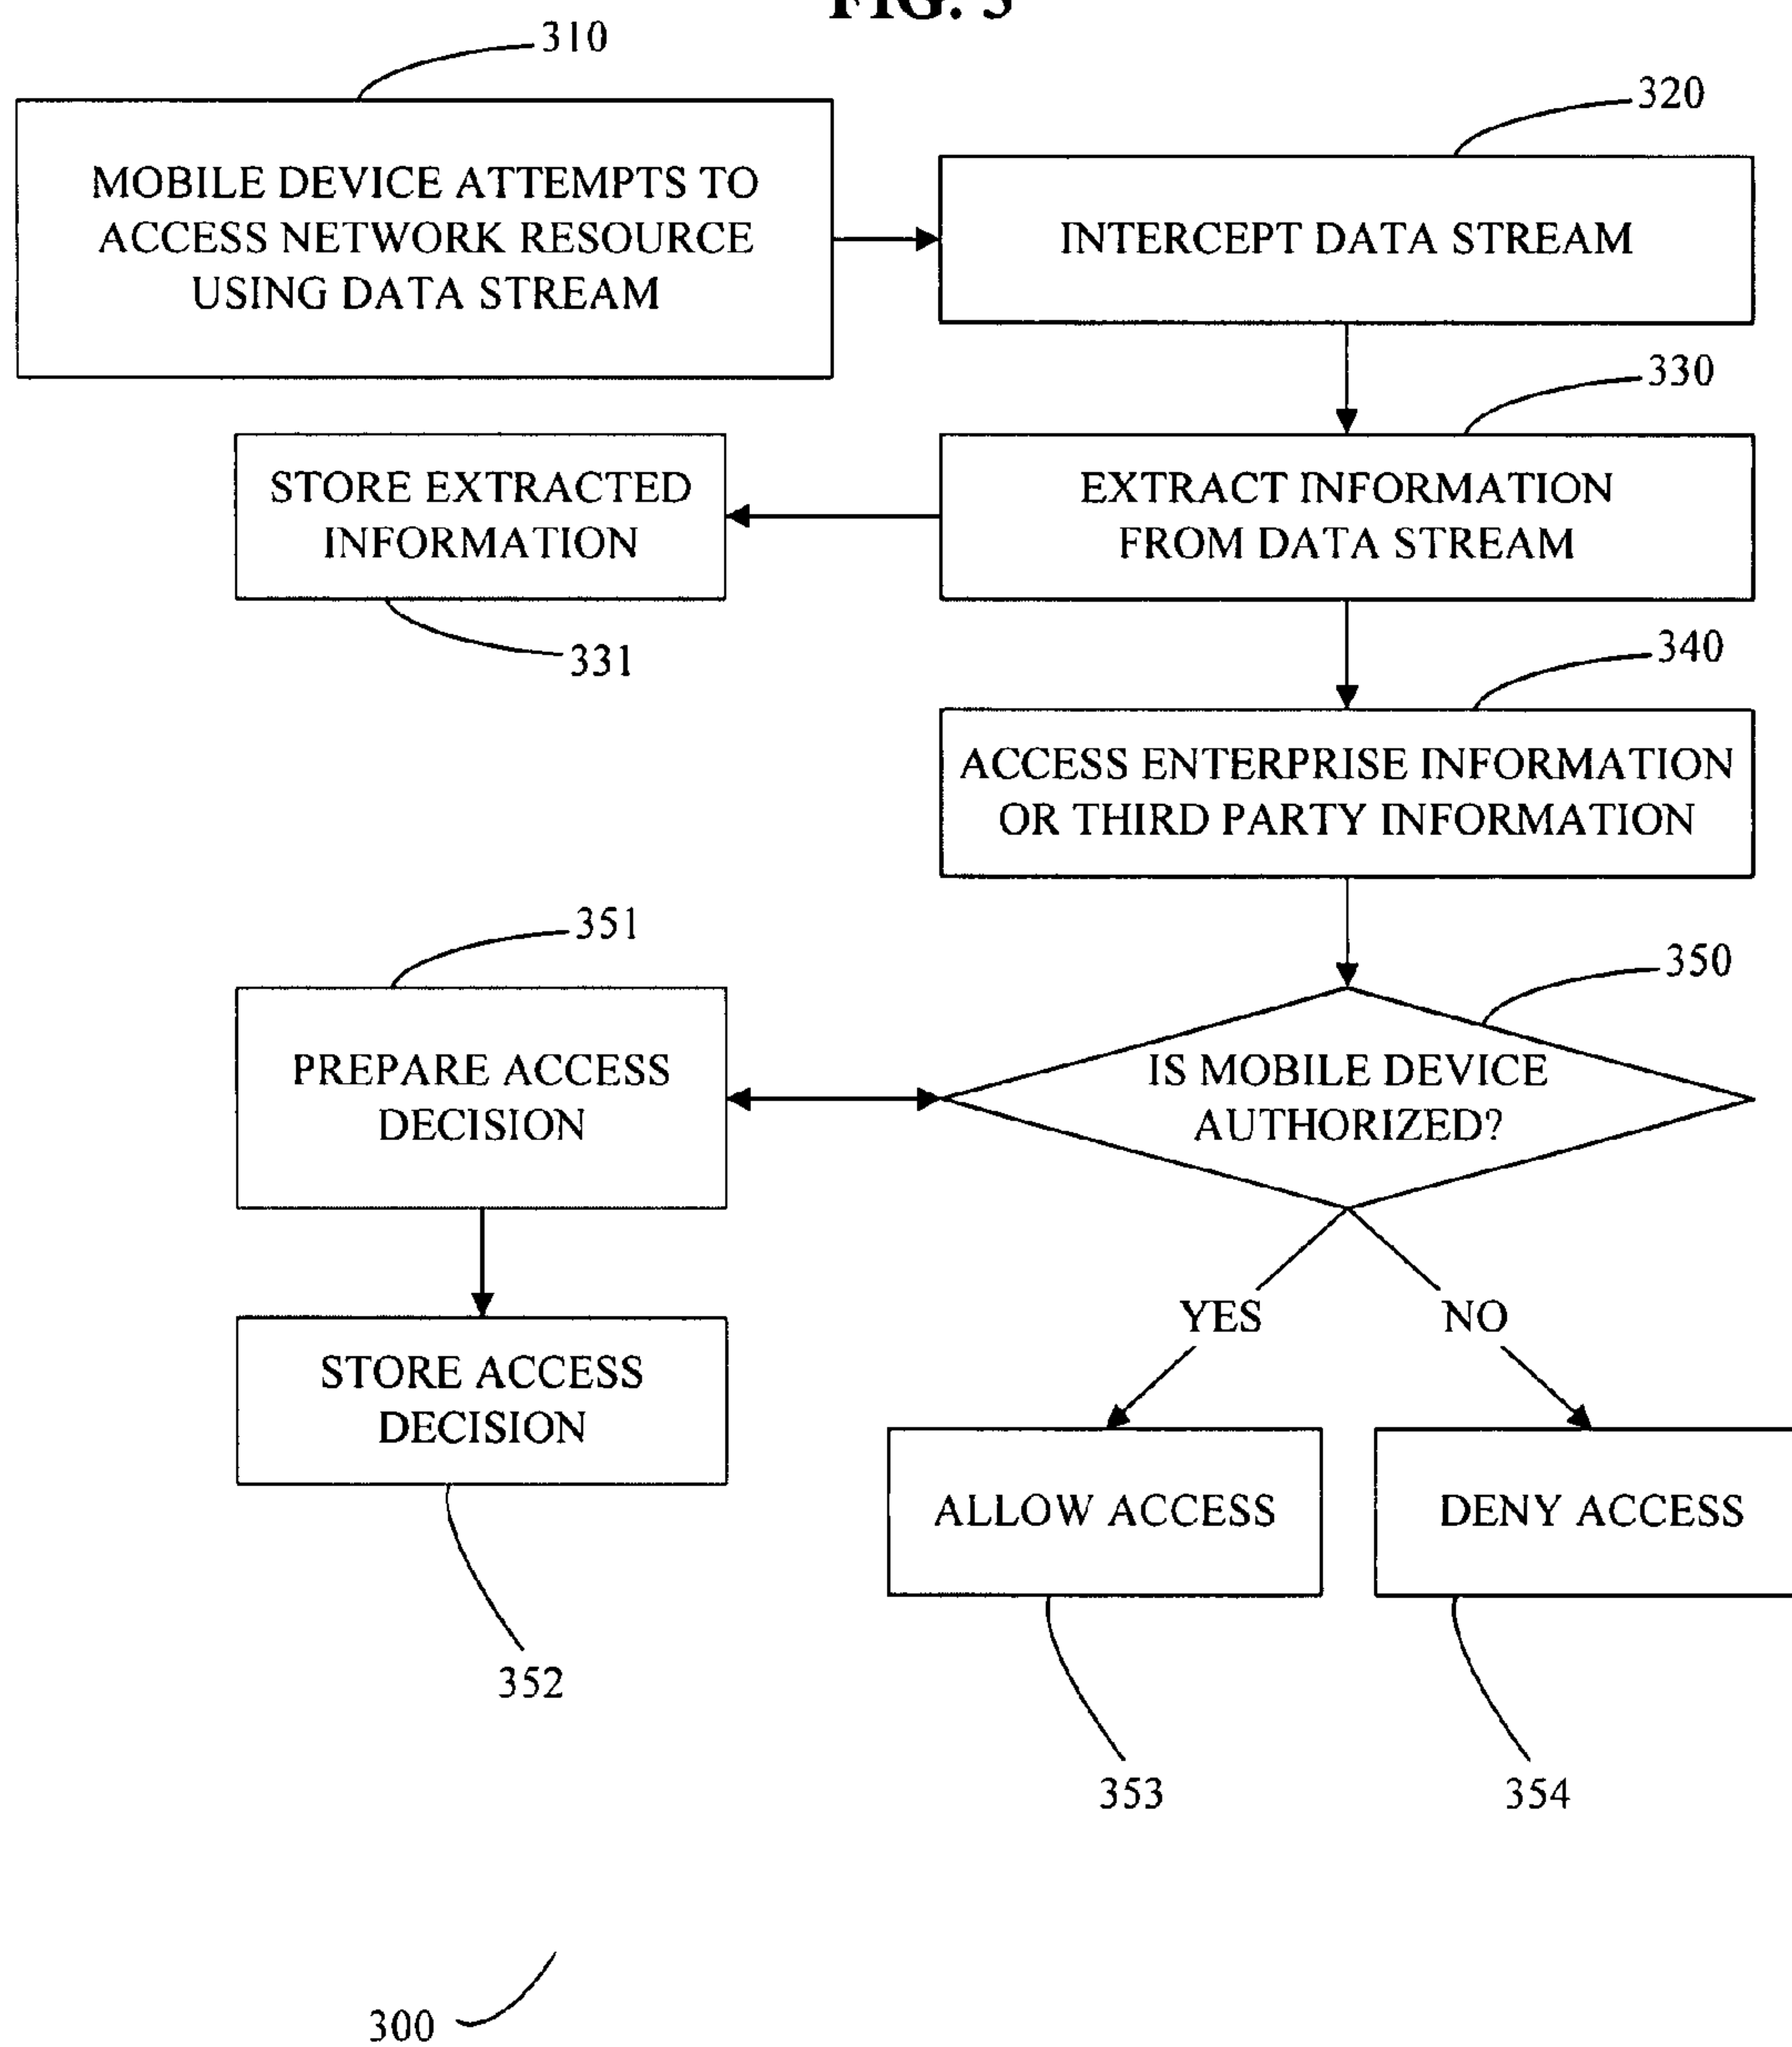 FIG. 3
310
MOBILE DEVICE ATTEMPTS TO
ACCESS NETWORK RESOURCE
USING DATA STREAM
320
INTERCEPT DATA STREAM
330
EXTRACT INFORMATION
FROM DATA STREAM
STORE EXTRACTED
INFORMATION
331
340
ACCESS ENTERPRISE INFORMATION
OR THIRD PARTY INFORMATION
350
IS MOBILE DEVICE
AUTHORIZED?
351
PREPARE ACCESS
DECISION
STORE ACCESS
DECISION
352
YES
NO
ALLOW ACCESS
DENY ACCESS
353
354
300